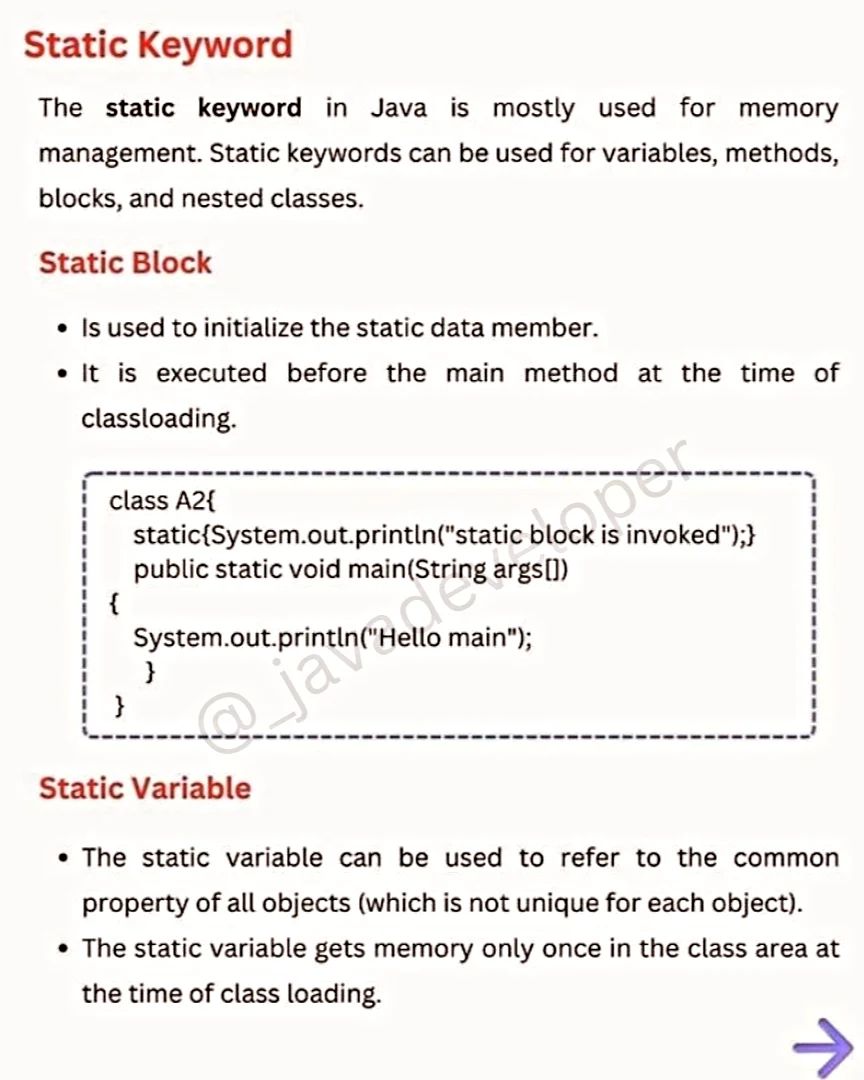 Static Keyword
The static keyword in Java is mostly used for memory
management. Static keywords can be used for variables, methods,
blocks, and nested classes.
Static Block
• Is used to initialize the static data member.
• It is executed before the main method at the time of
classloading.
class A2{
static{System.out.println("static block is invoked");}
public static void main(String args[])
{
System.out.println("Hello main");
}
}
@_javadeveloper
Static Variable
• The static variable can be used to refer to the common
property of all objects (which is not unique for each object).
• The static variable gets memory only once in the class area at
the time of class loading.